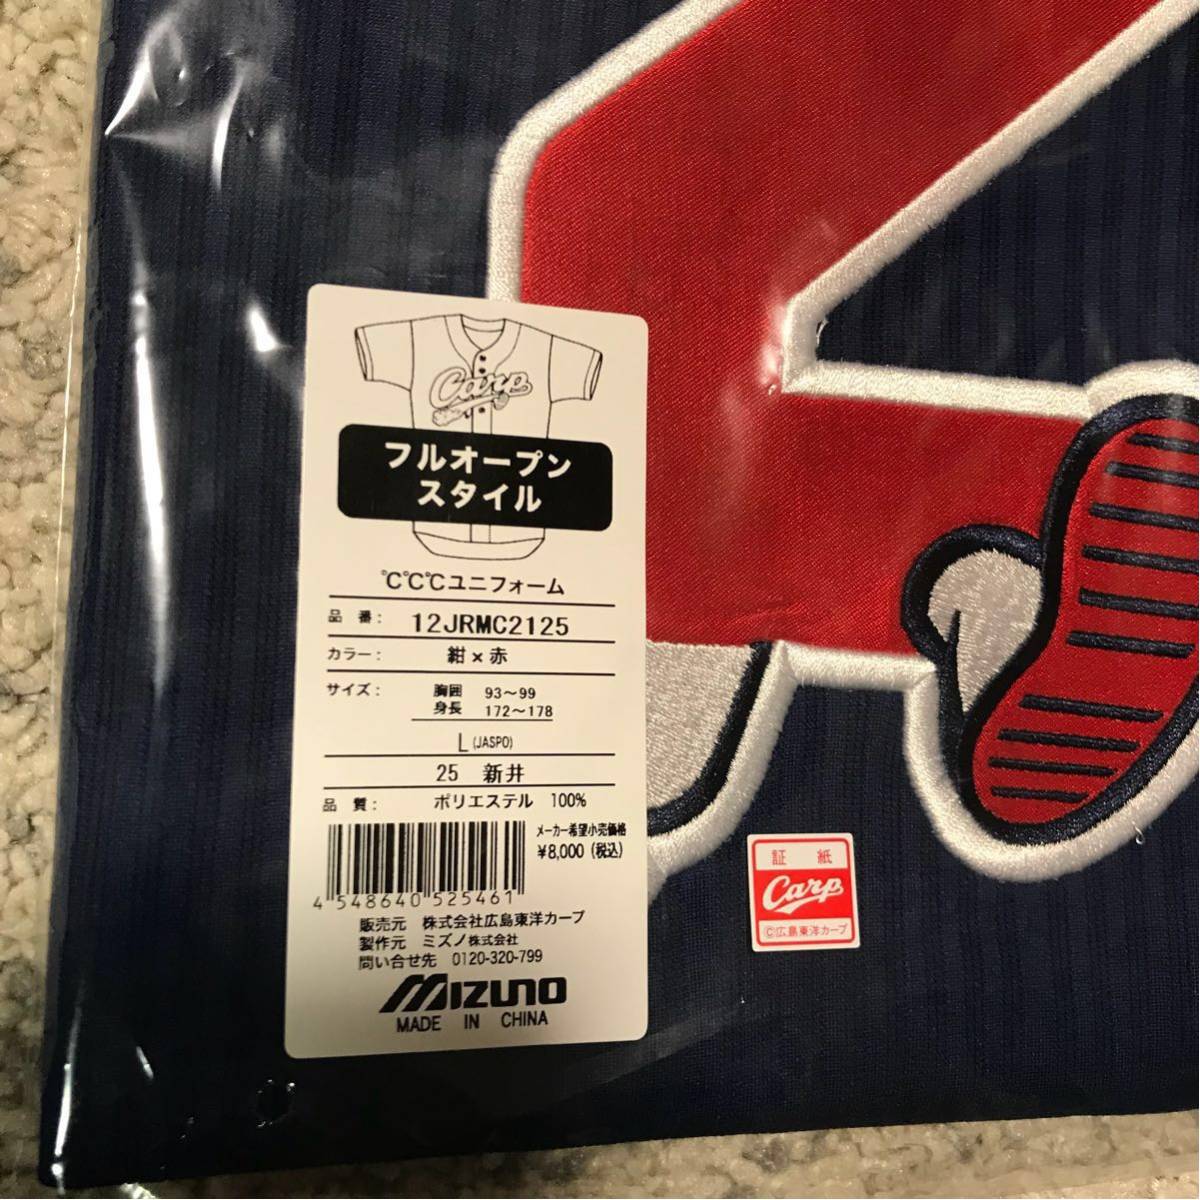 Carp
フルオープン
スタイル
℃℃℃ユニフォーム
品 番： 12JRMC2125
カラー： 紺×赤
サイズ： 胸囲 93～99
身長 172～178
L (JASPO)
25 新井
品 質： ポリエステル 100%
メーカー希望小売価格
¥8,000 (税込)
4 548640 525461
販売元 株式会社広島東洋カープ
製作元 ミズノ株式会社
問い合せ先 0120-320-799
MIZUNO
MADE IN CHINA
証 紙
Carp
©広島東洋カープ